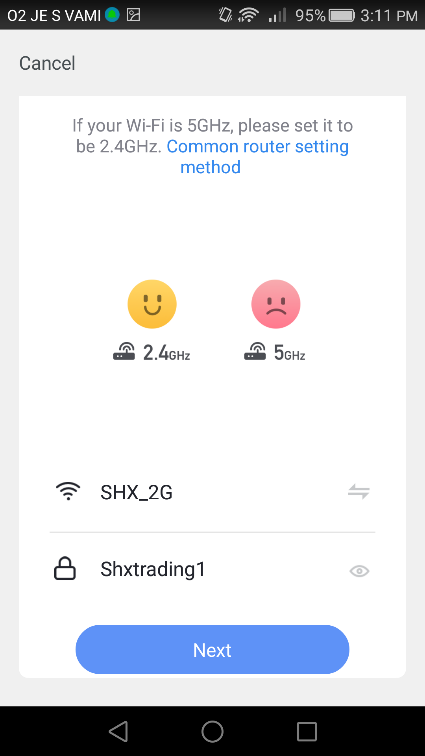 O2 JE S VAMI 95% 3:11 PM
Cancel
If your Wi-Fi is 5GHz, please set it to
be 2.4GHz. Common router setting
method
2.4GHz 5GHz
SHX_2G
Shxtrading1
Next